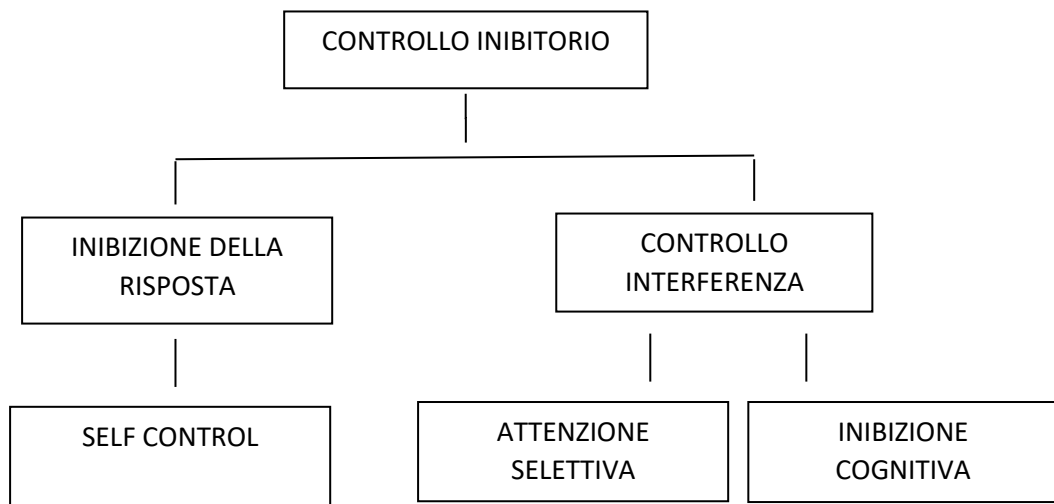 CONTROLLO INIBITORIO
INIBIZIONE DELLA
RISPOSTA
CONTROLLO
INTERFERENZA
SELF CONTROL
ATTENZIONE
SELETTIVA
INIBIZIONE
COGNITIVA